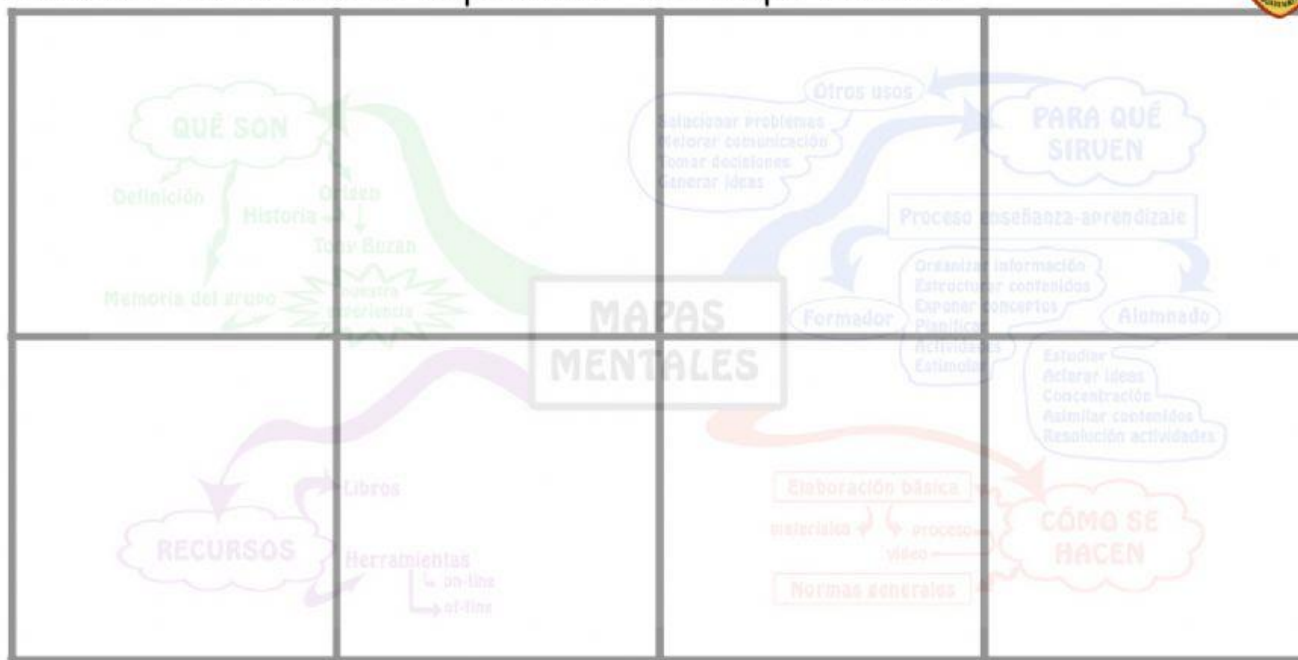 QUÉ SON
Definición
Origen
Historia
Tony Buzan
Memoria del grupo
nuestra
experiencia
Otros usos
Solucionar problemas
Mejorar comunicación
Tomar decisiones
Generar ideas
PARA QUÉ
SIRVEN
Proceso enseñanza-aprendizaje
Formador
Organizar información
Estructurar contenidos
Exponer conceptos
Planificar
Actividades
Estimular
Alumnado
Estudiar
Aclarar ideas
Concentración
Asimilar contenidos
Resolución actividades
MAPAS
MENTALES
RECURSOS
Libros
Herramientas
on-line
of-line
Elaboración básica
materiales
proceso
video
Normas generales
CÓMO SE
HACEN